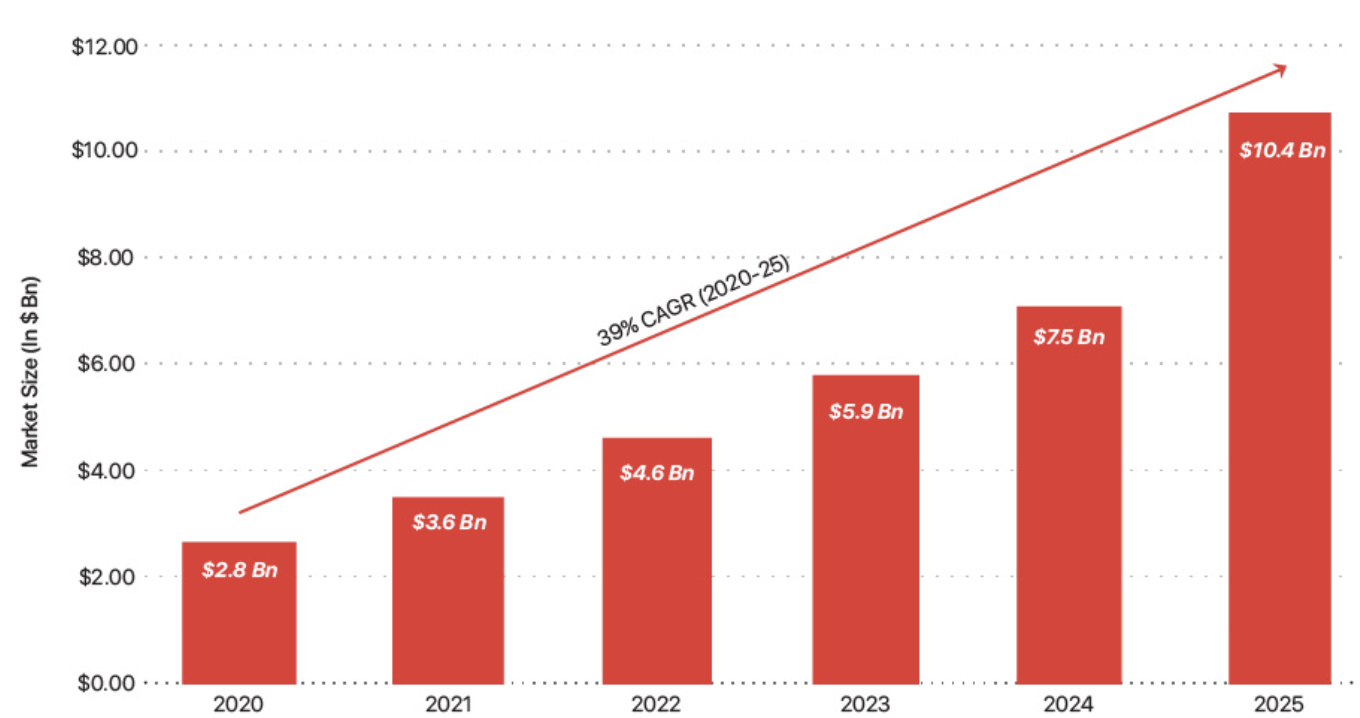 $12.00
$10.00
$8.00
$6.00
$4.00
$2.00
$0.00
Market Size (In $ Bn)
39% CAGR (2020-25)
$2.8 Bn
$3.6 Bn
$4.6 Bn
$5.9 Bn
$7.5 Bn
$10.4 Bn
2020
2021
2022
2023
2024
2025